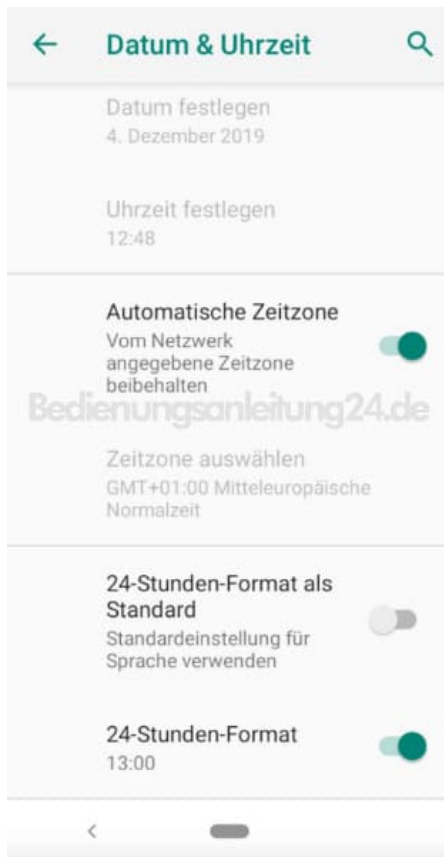 Datum & Uhrzeit
Datum festlegen
4. Dezember 2019
Uhrzeit festlegen
12:48
Automatische Zeitzone
Vom Netzwerk
angegebene Zeitzone
beibehalten
Bedienungsanleitung24.de
Zeitzone auswählen
GMT+01:00 Mitteleuropäische
Normalzeit
24-Stunden-Format als
Standard
Standardeinstellung für
Sprache verwenden
24-Stunden-Format
13:00